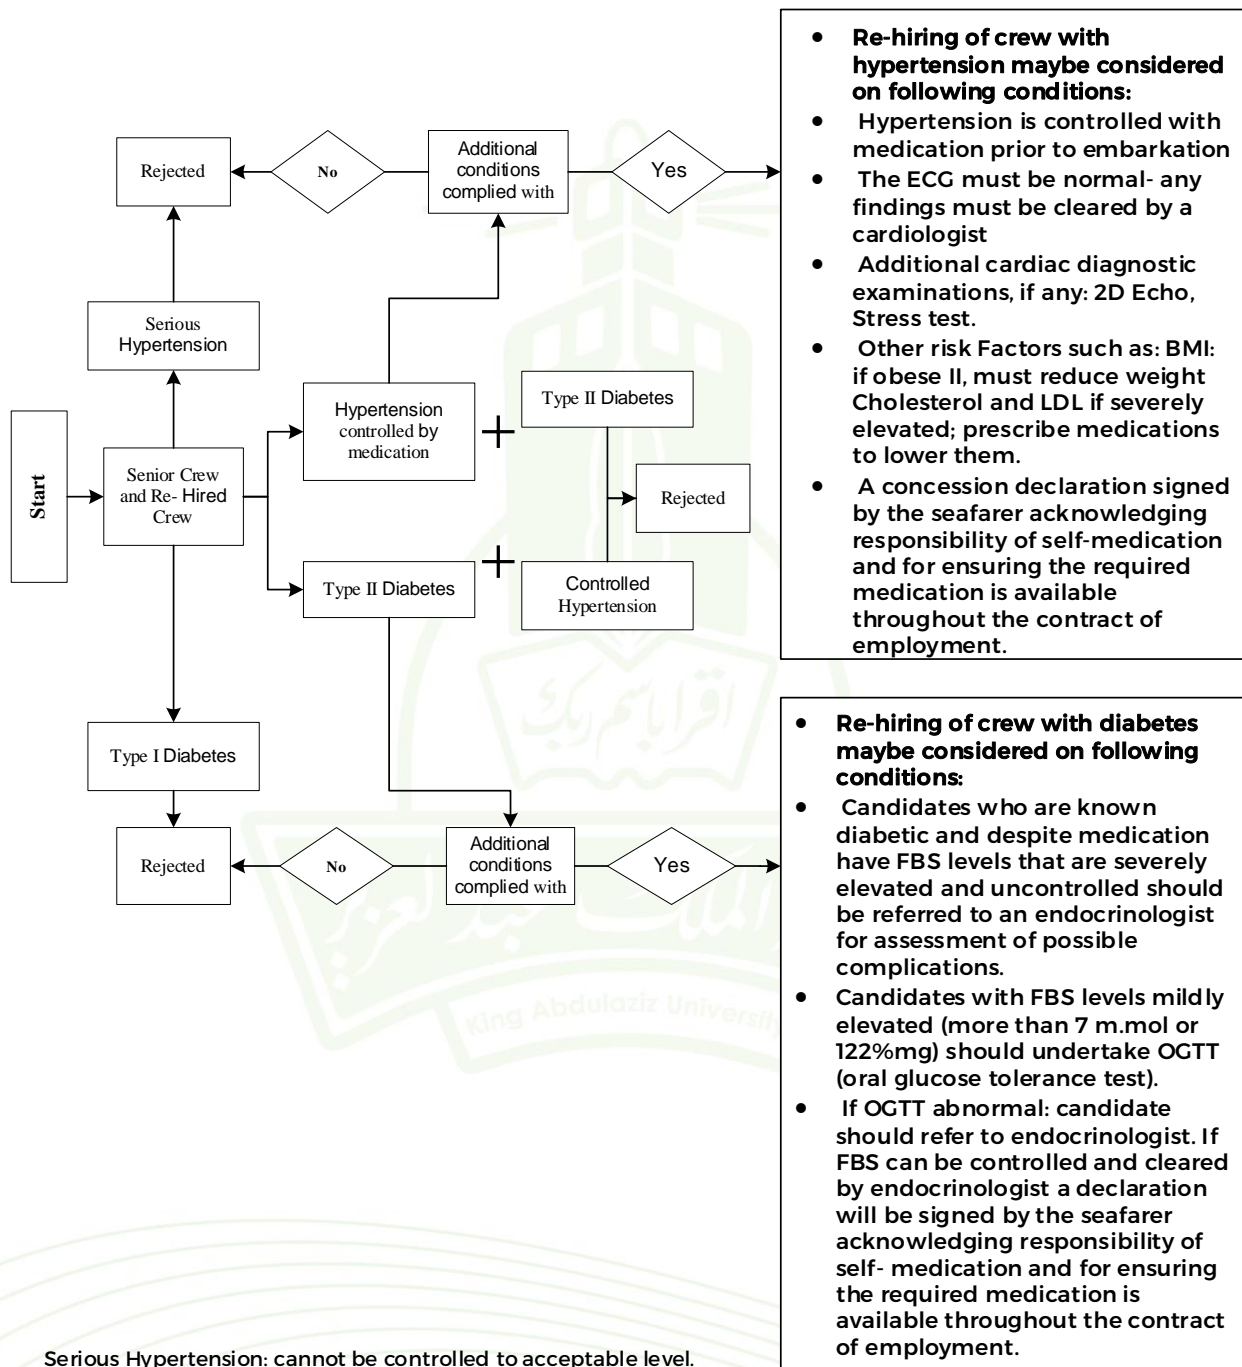 Rejected
No
Additional
conditions
complied with
Yes
Serious
Hypertension
Start
Senior Crew
and Re- Hired
Crew
Hypertension
controlled by
medication
+
Type II Diabetes
Rejected
Type II Diabetes
+
Controlled
Hypertension
Type I Diabetes
Rejected
No
Additional
conditions
complied with
Yes
• Re-hiring of crew with
hypertension maybe considered
on following conditions:
• Hypertension is controlled with
medication prior to embarkation
• The ECG must be normal- any
findings must be cleared by a
cardiologist
• Additional cardiac diagnostic
examinations, if any: 2D Echo,
Stress test.
• Other risk Factors such as: BMI:
if obese II, must reduce weight
Cholesterol and LDL if severely
elevated; prescribe medications
to lower them.
• A concession declaration signed
by the seafarer acknowledging
responsibility of self-medication
and for ensuring the required
medication is available
throughout the contract of
employment.
• Re-hiring of crew with diabetes
maybe considered on following
conditions:
• Candidates who are known
diabetic and despite medication
have FBS levels that are severely
elevated and uncontrolled should
be referred to an endocrinologist
for assessment of possible
complications.
• Candidates with FBS levels mildly
elevated (more than 7 m.mol or
122%mg) should undertake OGTT
(oral glucose tolerance test).
• If OGTT abnormal: candidate
should refer to endocrinologist. If
FBS can be controlled and cleared
by endocrinologist a declaration
will be signed by the seafarer
acknowledging responsibility of
self- medication and for ensuring
the required medication is
available throughout the contract
of employment.
اقرأ باسم ربك
الملك عبد العزيز
King Abdulaziz University
Serious Hypertension: cannot be controlled to acceptable level.